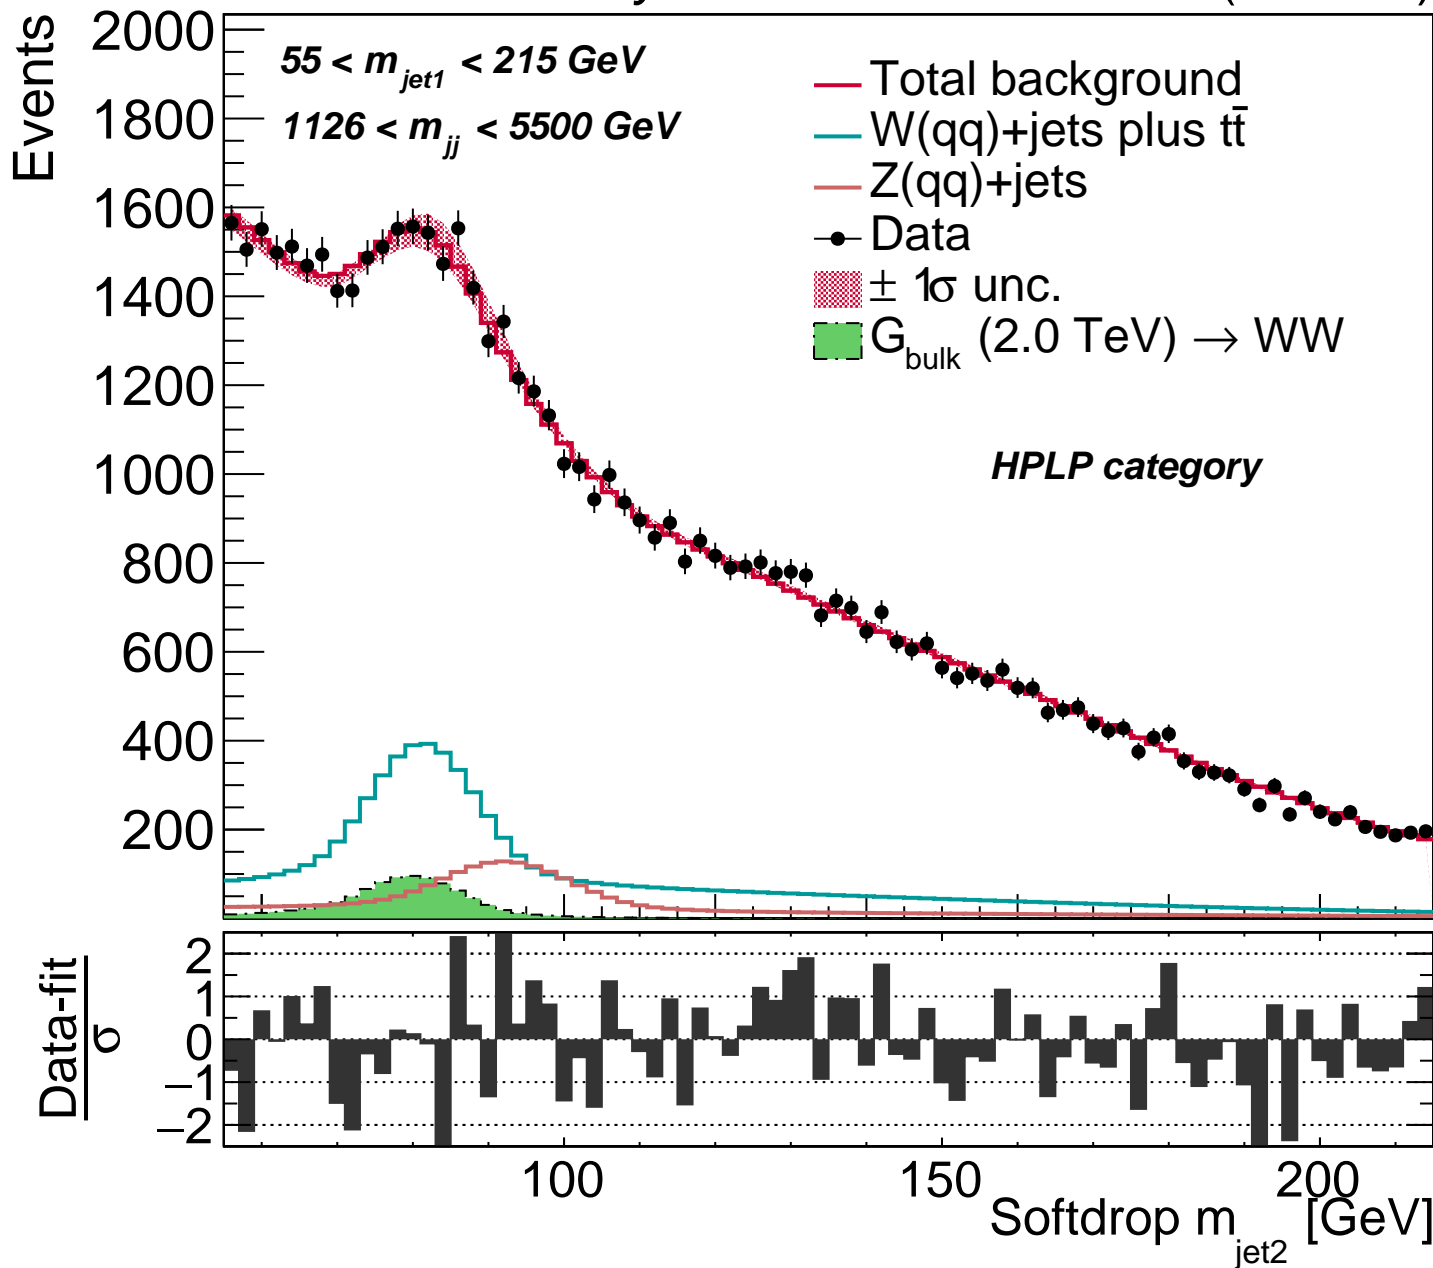 55 < m_jet1 < 215 GeV
1126 < m_jj < 5500 GeV
Total background
W(qq)+jets plus tt̄
Z(qq)+jets
Data
± 1σ unc.
G_bulk (2.0 TeV) → WW
HPLP category
Events
2000
1800
1600
1400
1200
1000
800
600
400
200
Data-fit
σ
2
1
0
−1
−2
100
150
200
Softdrop m_jet2 [GeV]